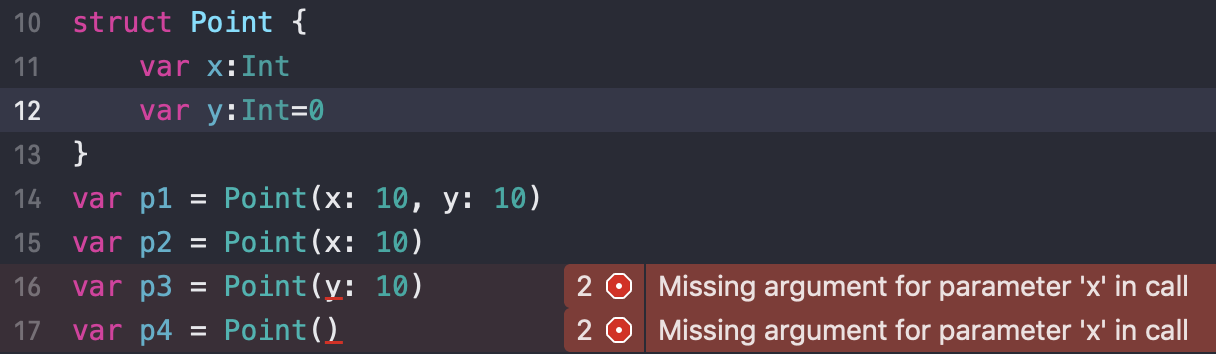 10 struct Point {
11     var x:Int
12     var y:Int=0
13 }
14 var p1 = Point(x: 10, y: 10)
15 var p2 = Point(x: 10)
16 var p3 = Point(y: 10) 2 Missing argument for parameter 'x' in call
17 var p4 = Point() 2 Missing argument for parameter 'x' in call